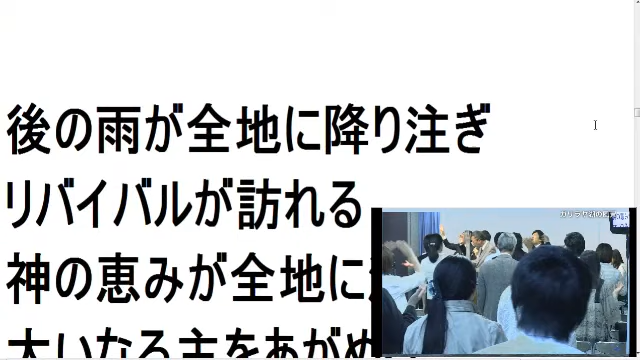 後の雨が全地に降り注ぎ
リバイバルが訪れる
神の恵みが全地に
大いなる主をあがめ